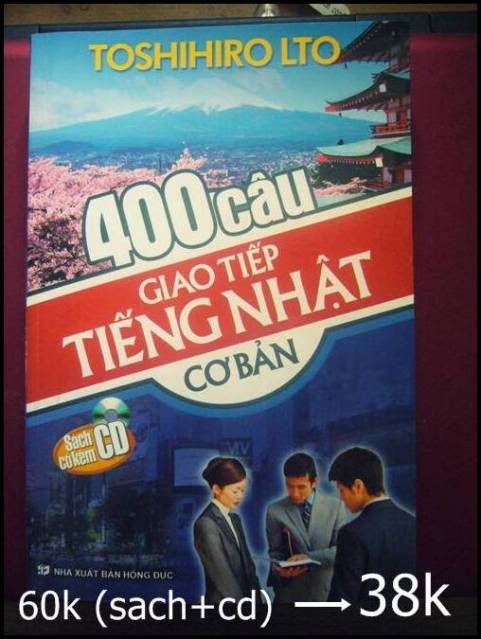 TOSHIHIRO LTO
400 câu
GIAO TIẾP
TIẾNG NHẬT
CƠ BẢN
Sách
có kèm CD
NHÀ XUẤT BẢN HỒNG ĐỨC
60k (sach+cd) → 38k